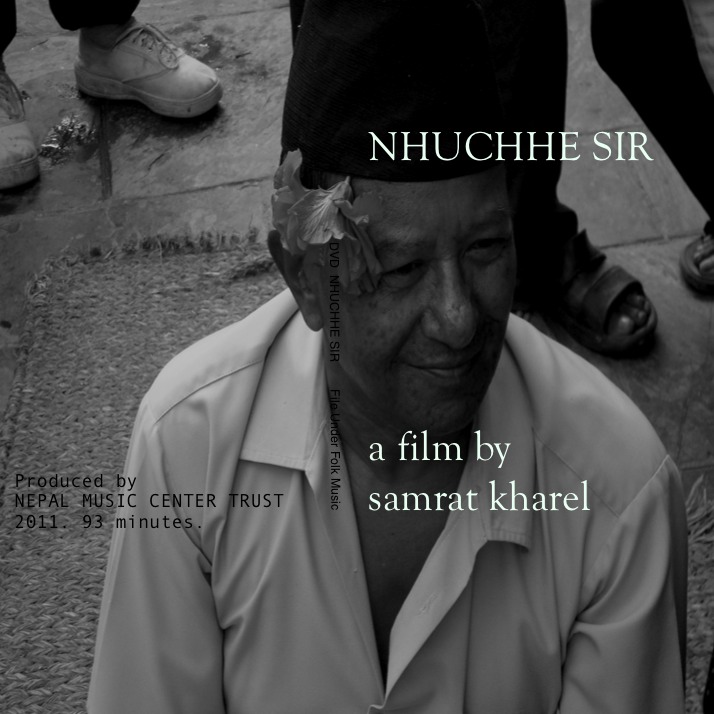 NHUCHHE SIR
DVD NHUCHHE SIR File Under Folk Music
a film by
samrat kharel
Produced by
NEPAL MUSIC CENTER TRUST
2011. 93 minutes.